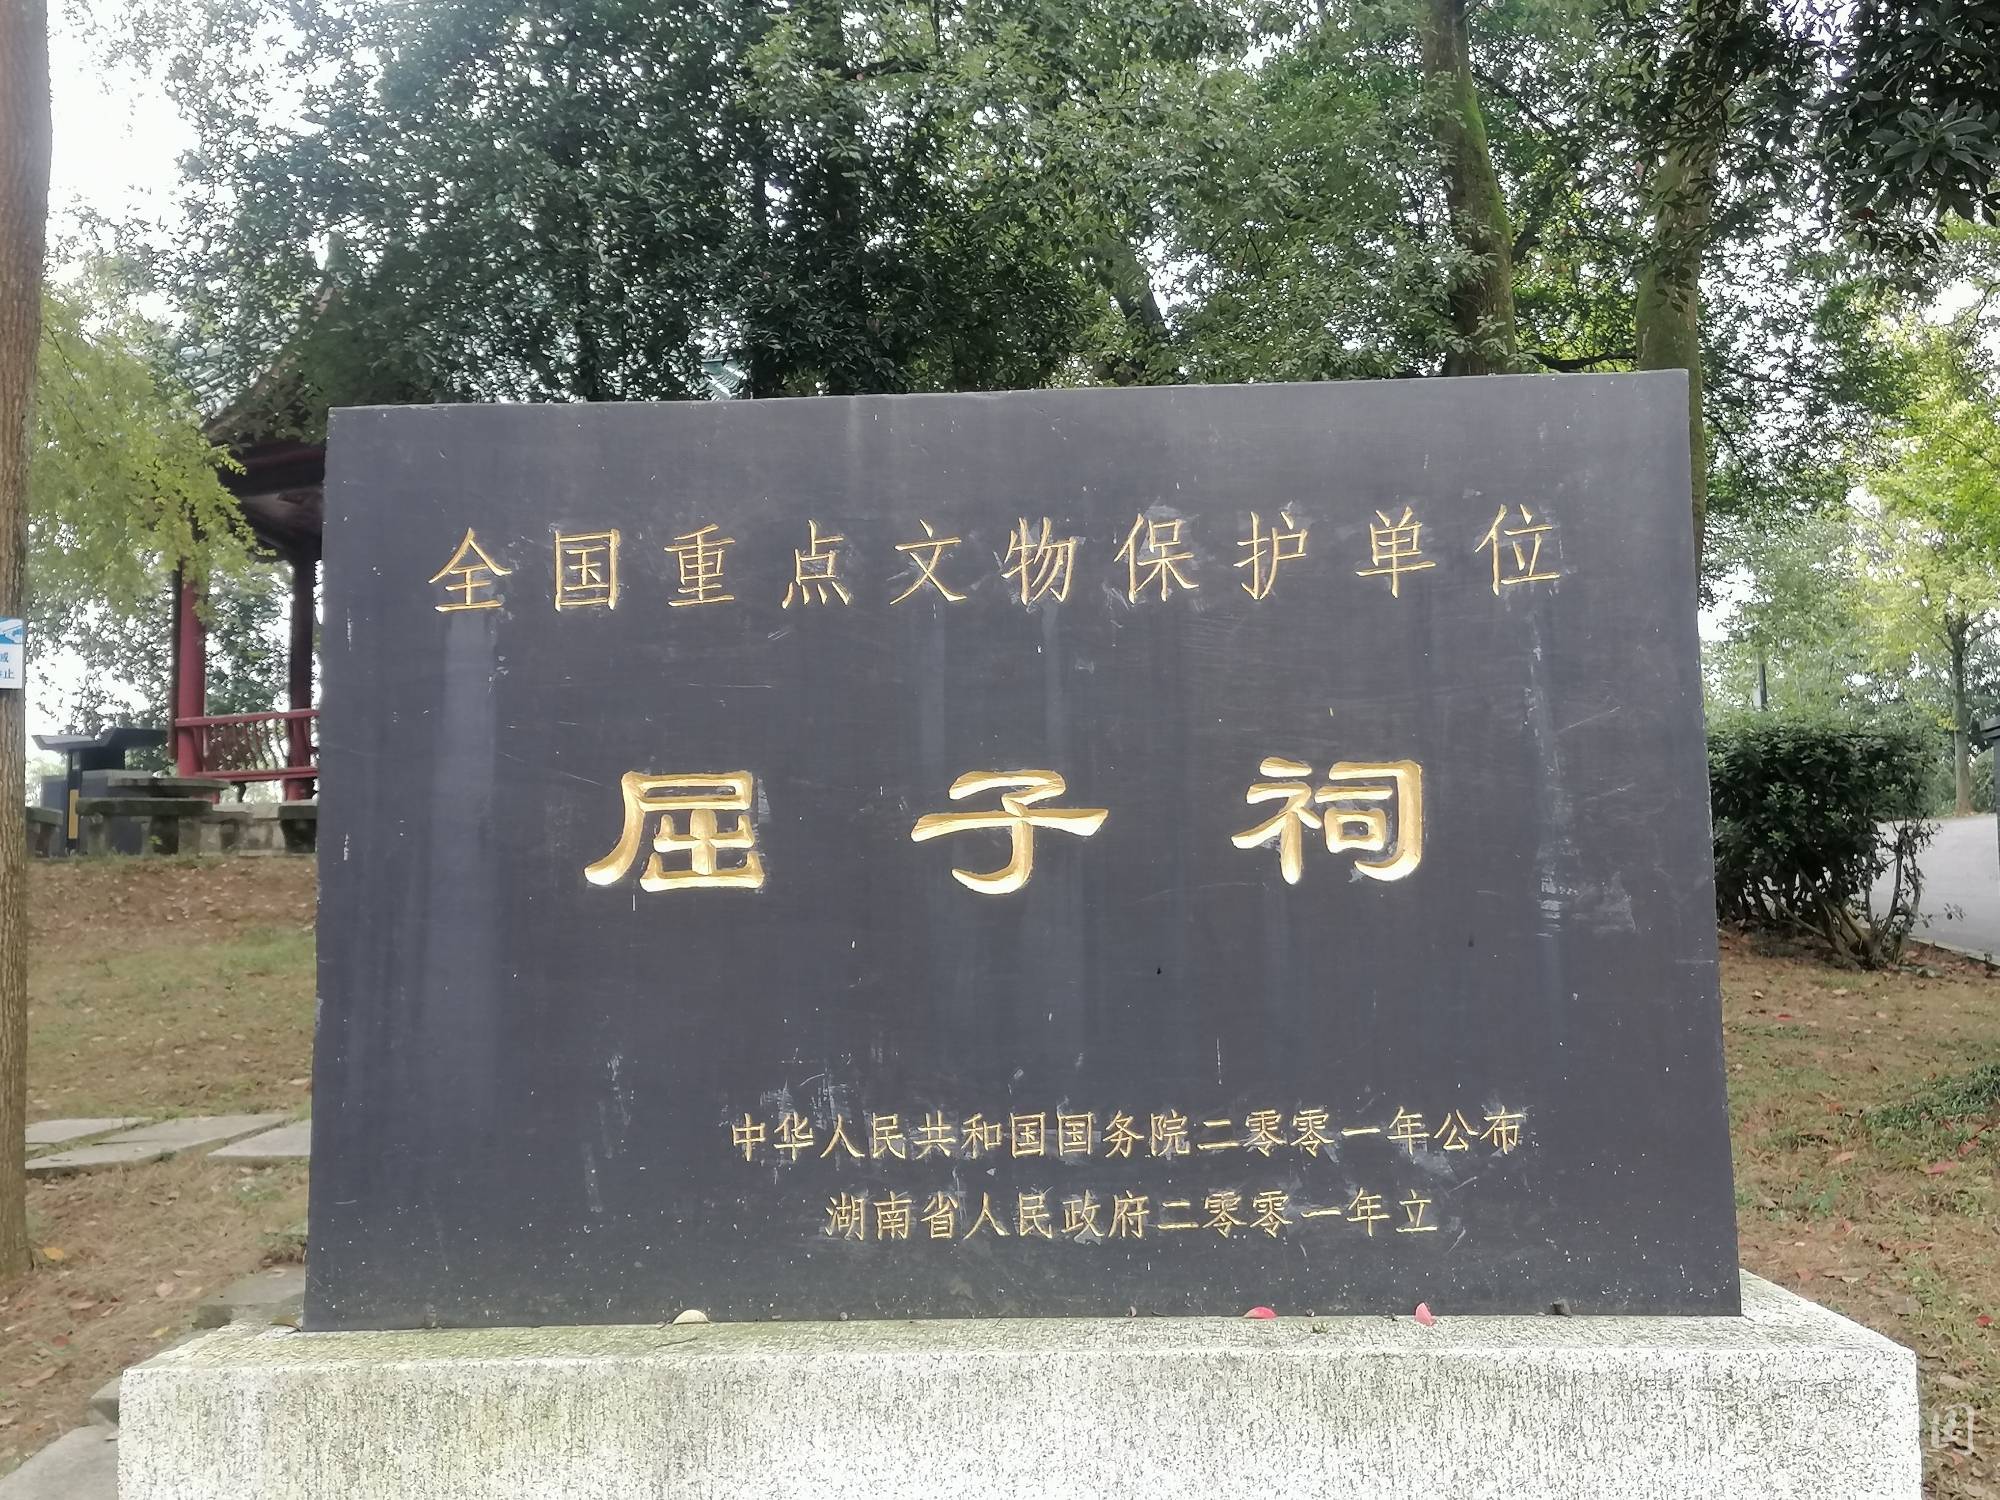 全国重点文物保护单位
屈子祠
中华人民共和国国务院二零零一年公布
湖南省人民政府二零零一年立